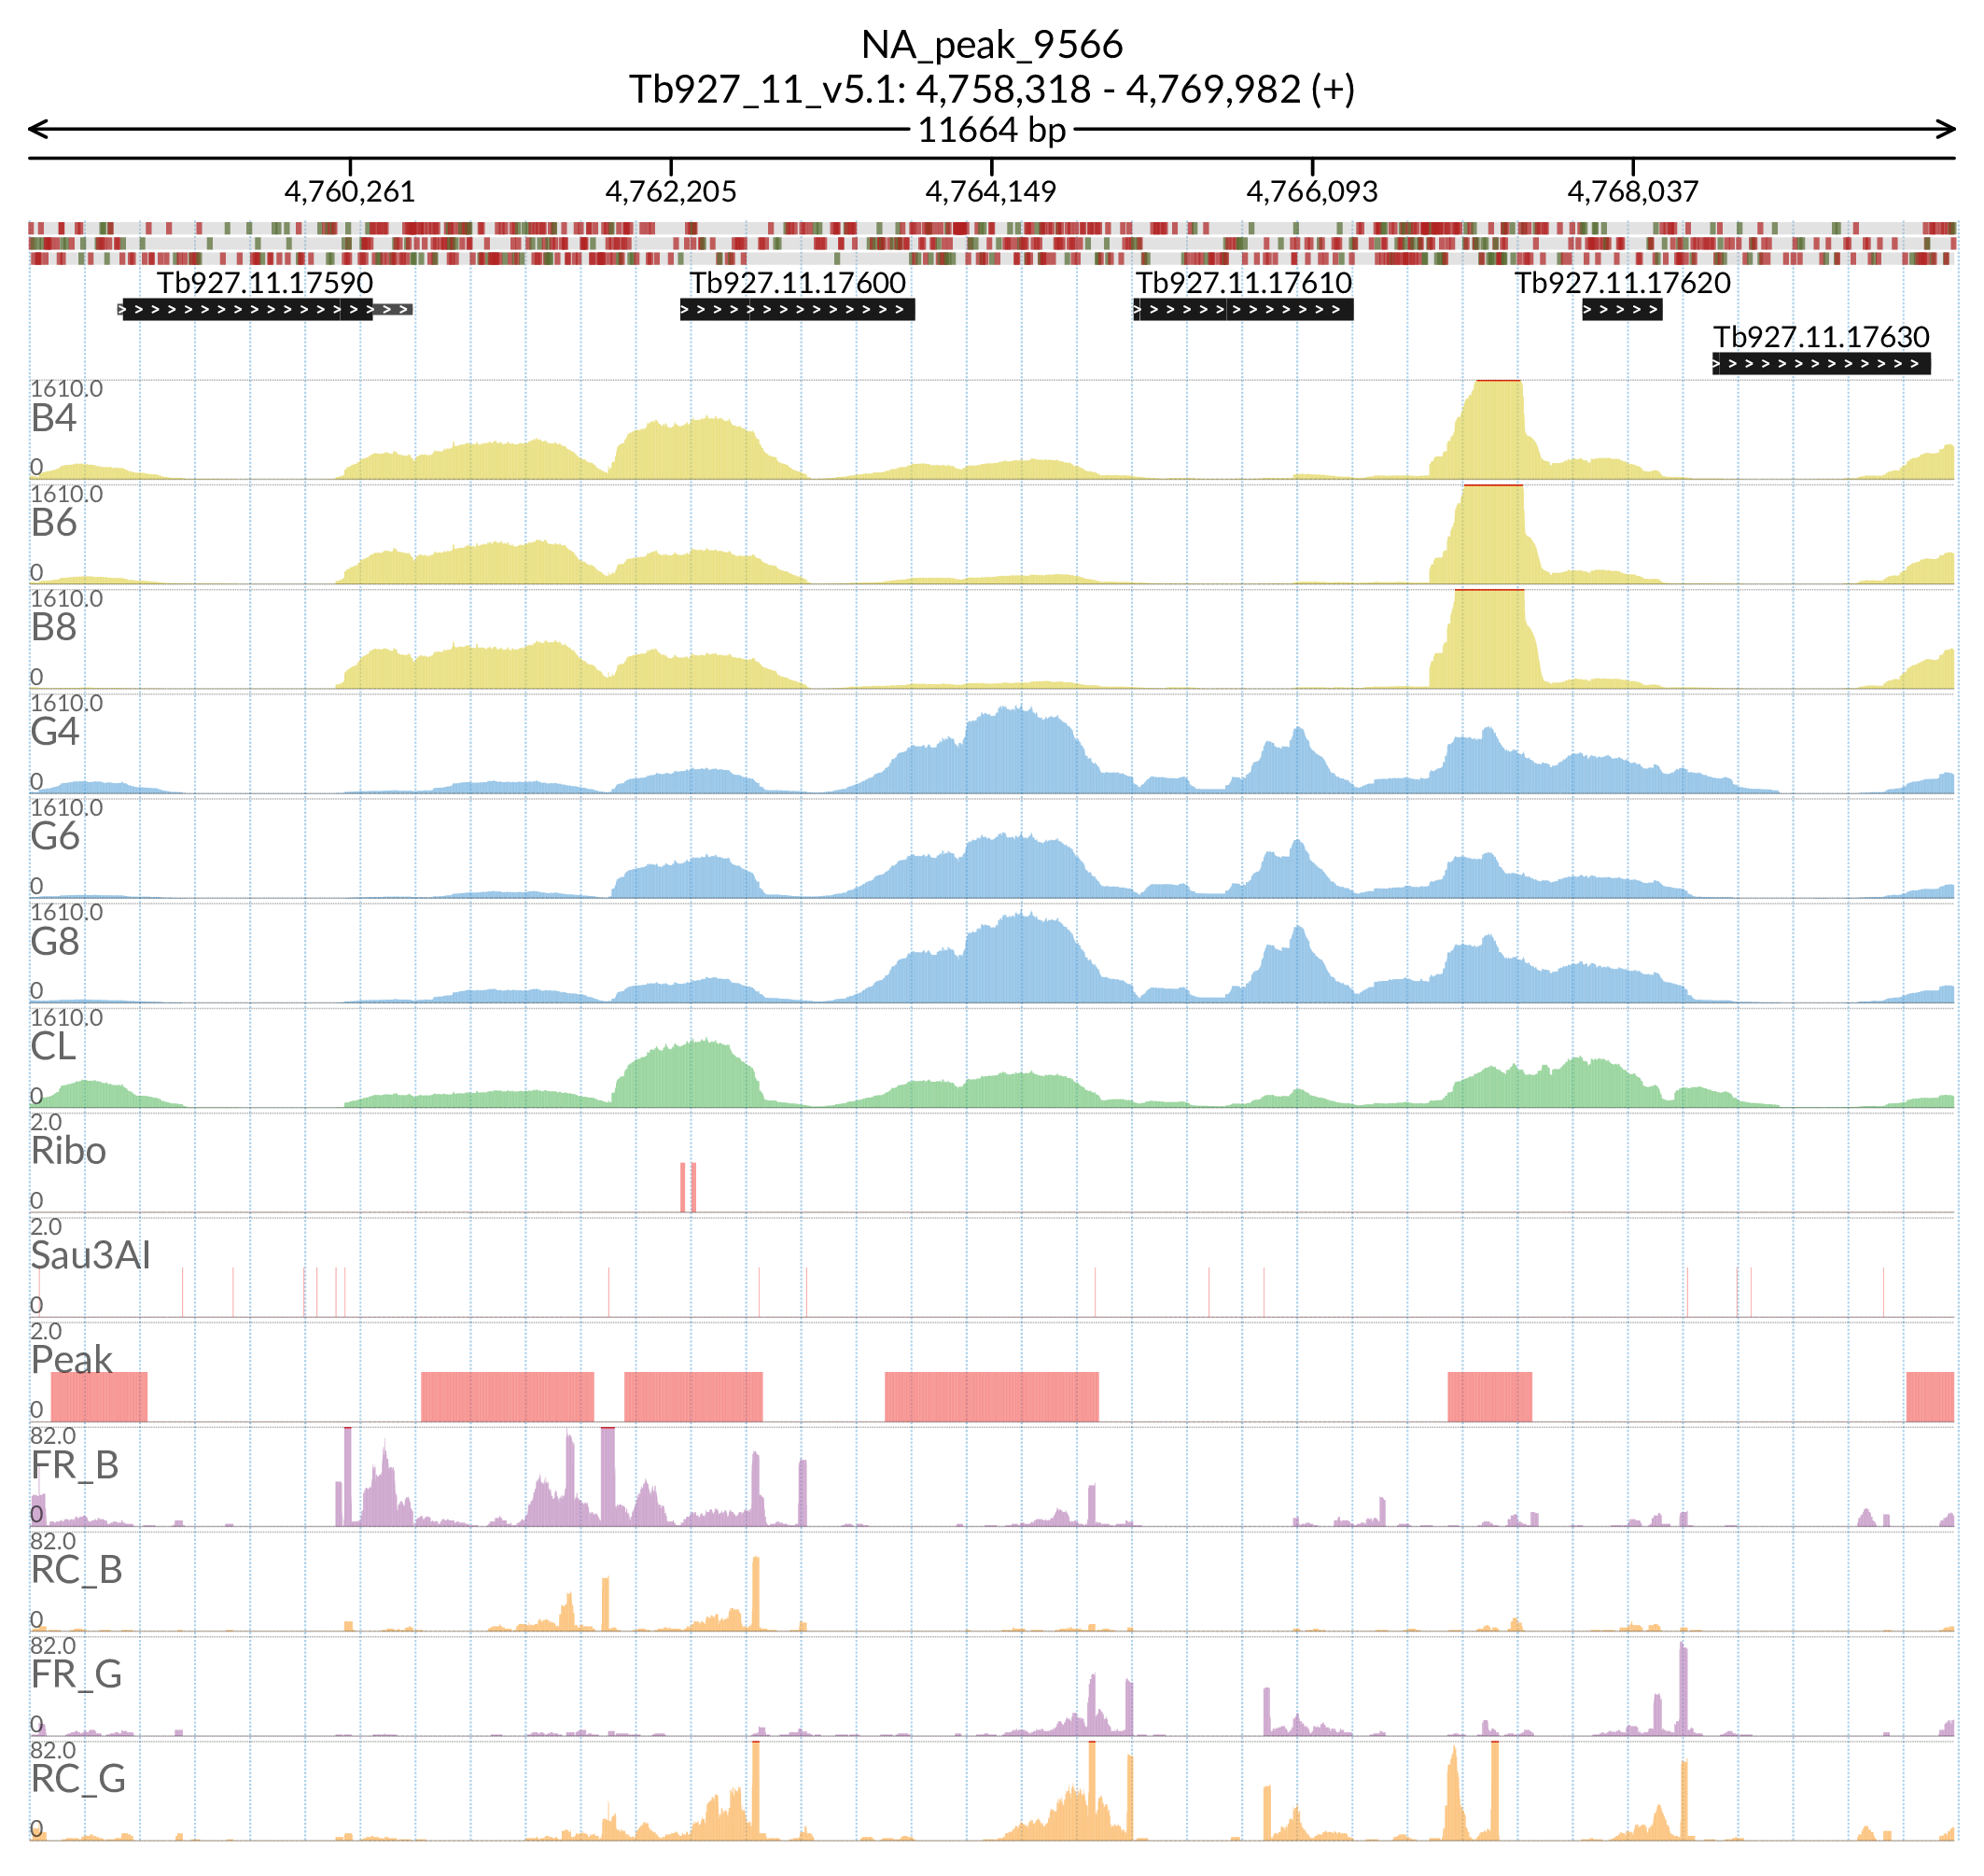 NA_peak_9566
Tb927_11_v5.1: 4,758,318 - 4,769,982 (+)
11664 bp
4,760,261 4,762,205 4,764,149 4,766,093 4,768,037
Tb927.11.17590 Tb927.11.17600 Tb927.11.17610 Tb927.11.17620
Tb927.11.17630
1610.0
B4
0
1610.0
B6
0
1610.0
B8
0
1610.0
G4
0
1610.0
G6
0
1610.0
G8
0
1610.0
CL
0
2.0
Ribo
0
2.0
Sau3AI
0
2.0
Peak
0
82.0
FR_B
0
82.0
RC_B
0
82.0
FR_G
0
82.0
RC_G
0